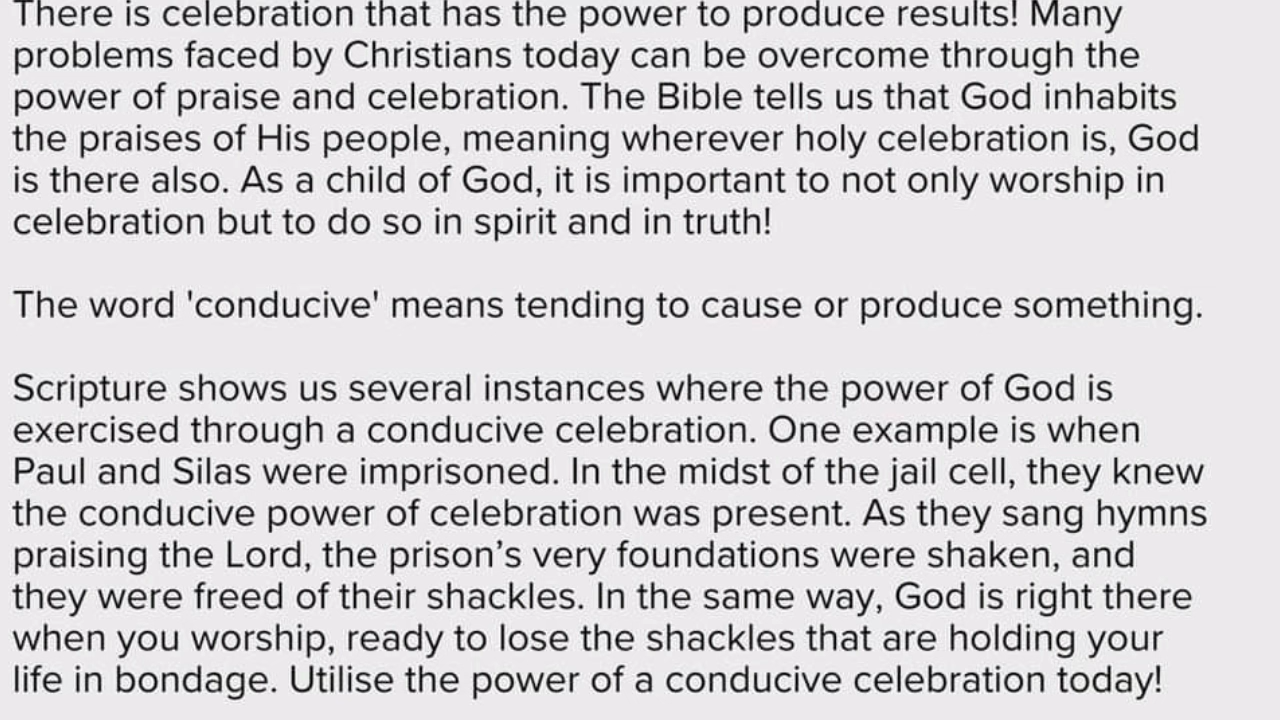 There is celebration that has the power to produce results! Many
problems faced by Christians today can be overcome through the
power of praise and celebration. The Bible tells us that God inhabits
the praises of His people, meaning wherever holy celebration is, God
is there also. As a child of God, it is important to not only worship in
celebration but to do so in spirit and in truth!
The word 'conducive' means tending to cause or produce something.
Scripture shows us several instances where the power of God is
exercised through a conducive celebration. One example is when
Paul and Silas were imprisoned. In the midst of the jail cell, they knew
the conducive power of celebration was present. As they sang hymns
praising the Lord, the prison’s very foundations were shaken, and
they were freed of their shackles. In the same way, God is right there
when you worship, ready to lose the shackles that are holding your
life in bondage. Utilise the power of a conducive celebration today!